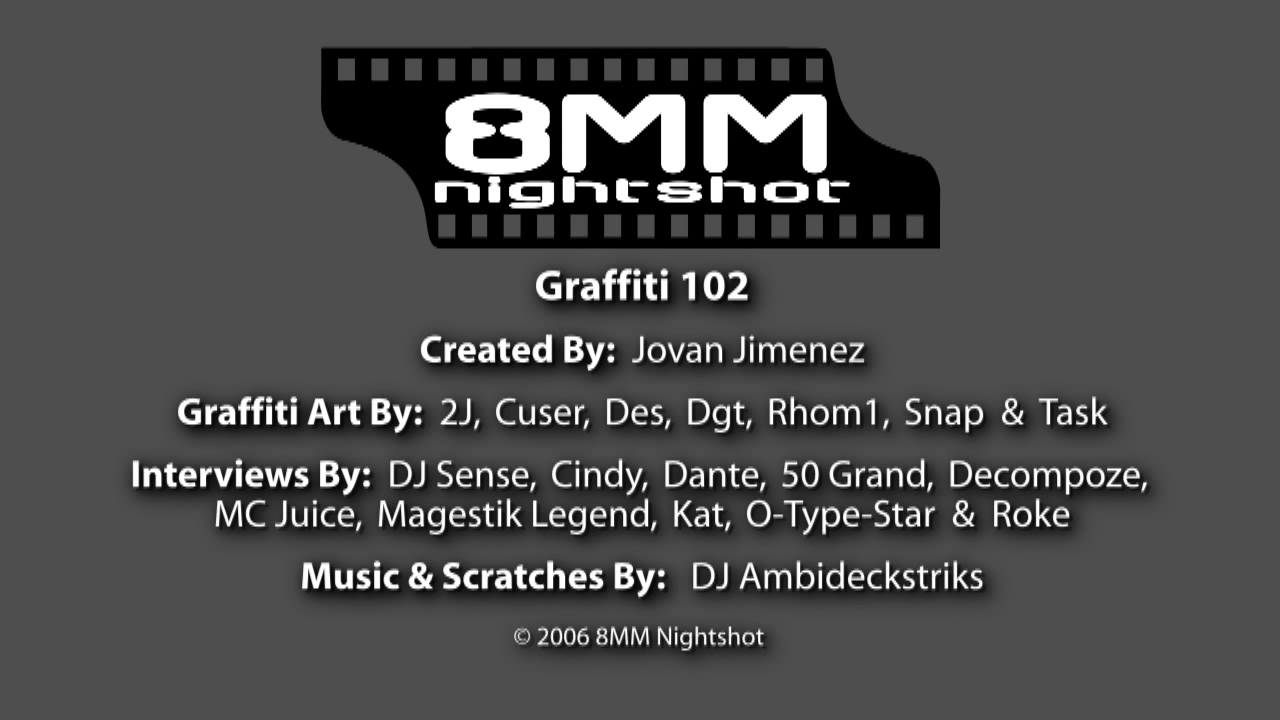 8MM
nightshot
Graffiti 102
Created By: Jovan Jimenez
Graffiti Art By: 2J, Cuser, Des, Dgt, Rhom1, Snap & Task
Interviews By: DJ Sense, Cindy, Dante, 50 Grand, Decompoze,
MC Juice, Magestik Legend, Kat, O-Type-Star & Roke
Music & Scratches By: DJ Ambideckstriks
© 2006 8MM Nightshot